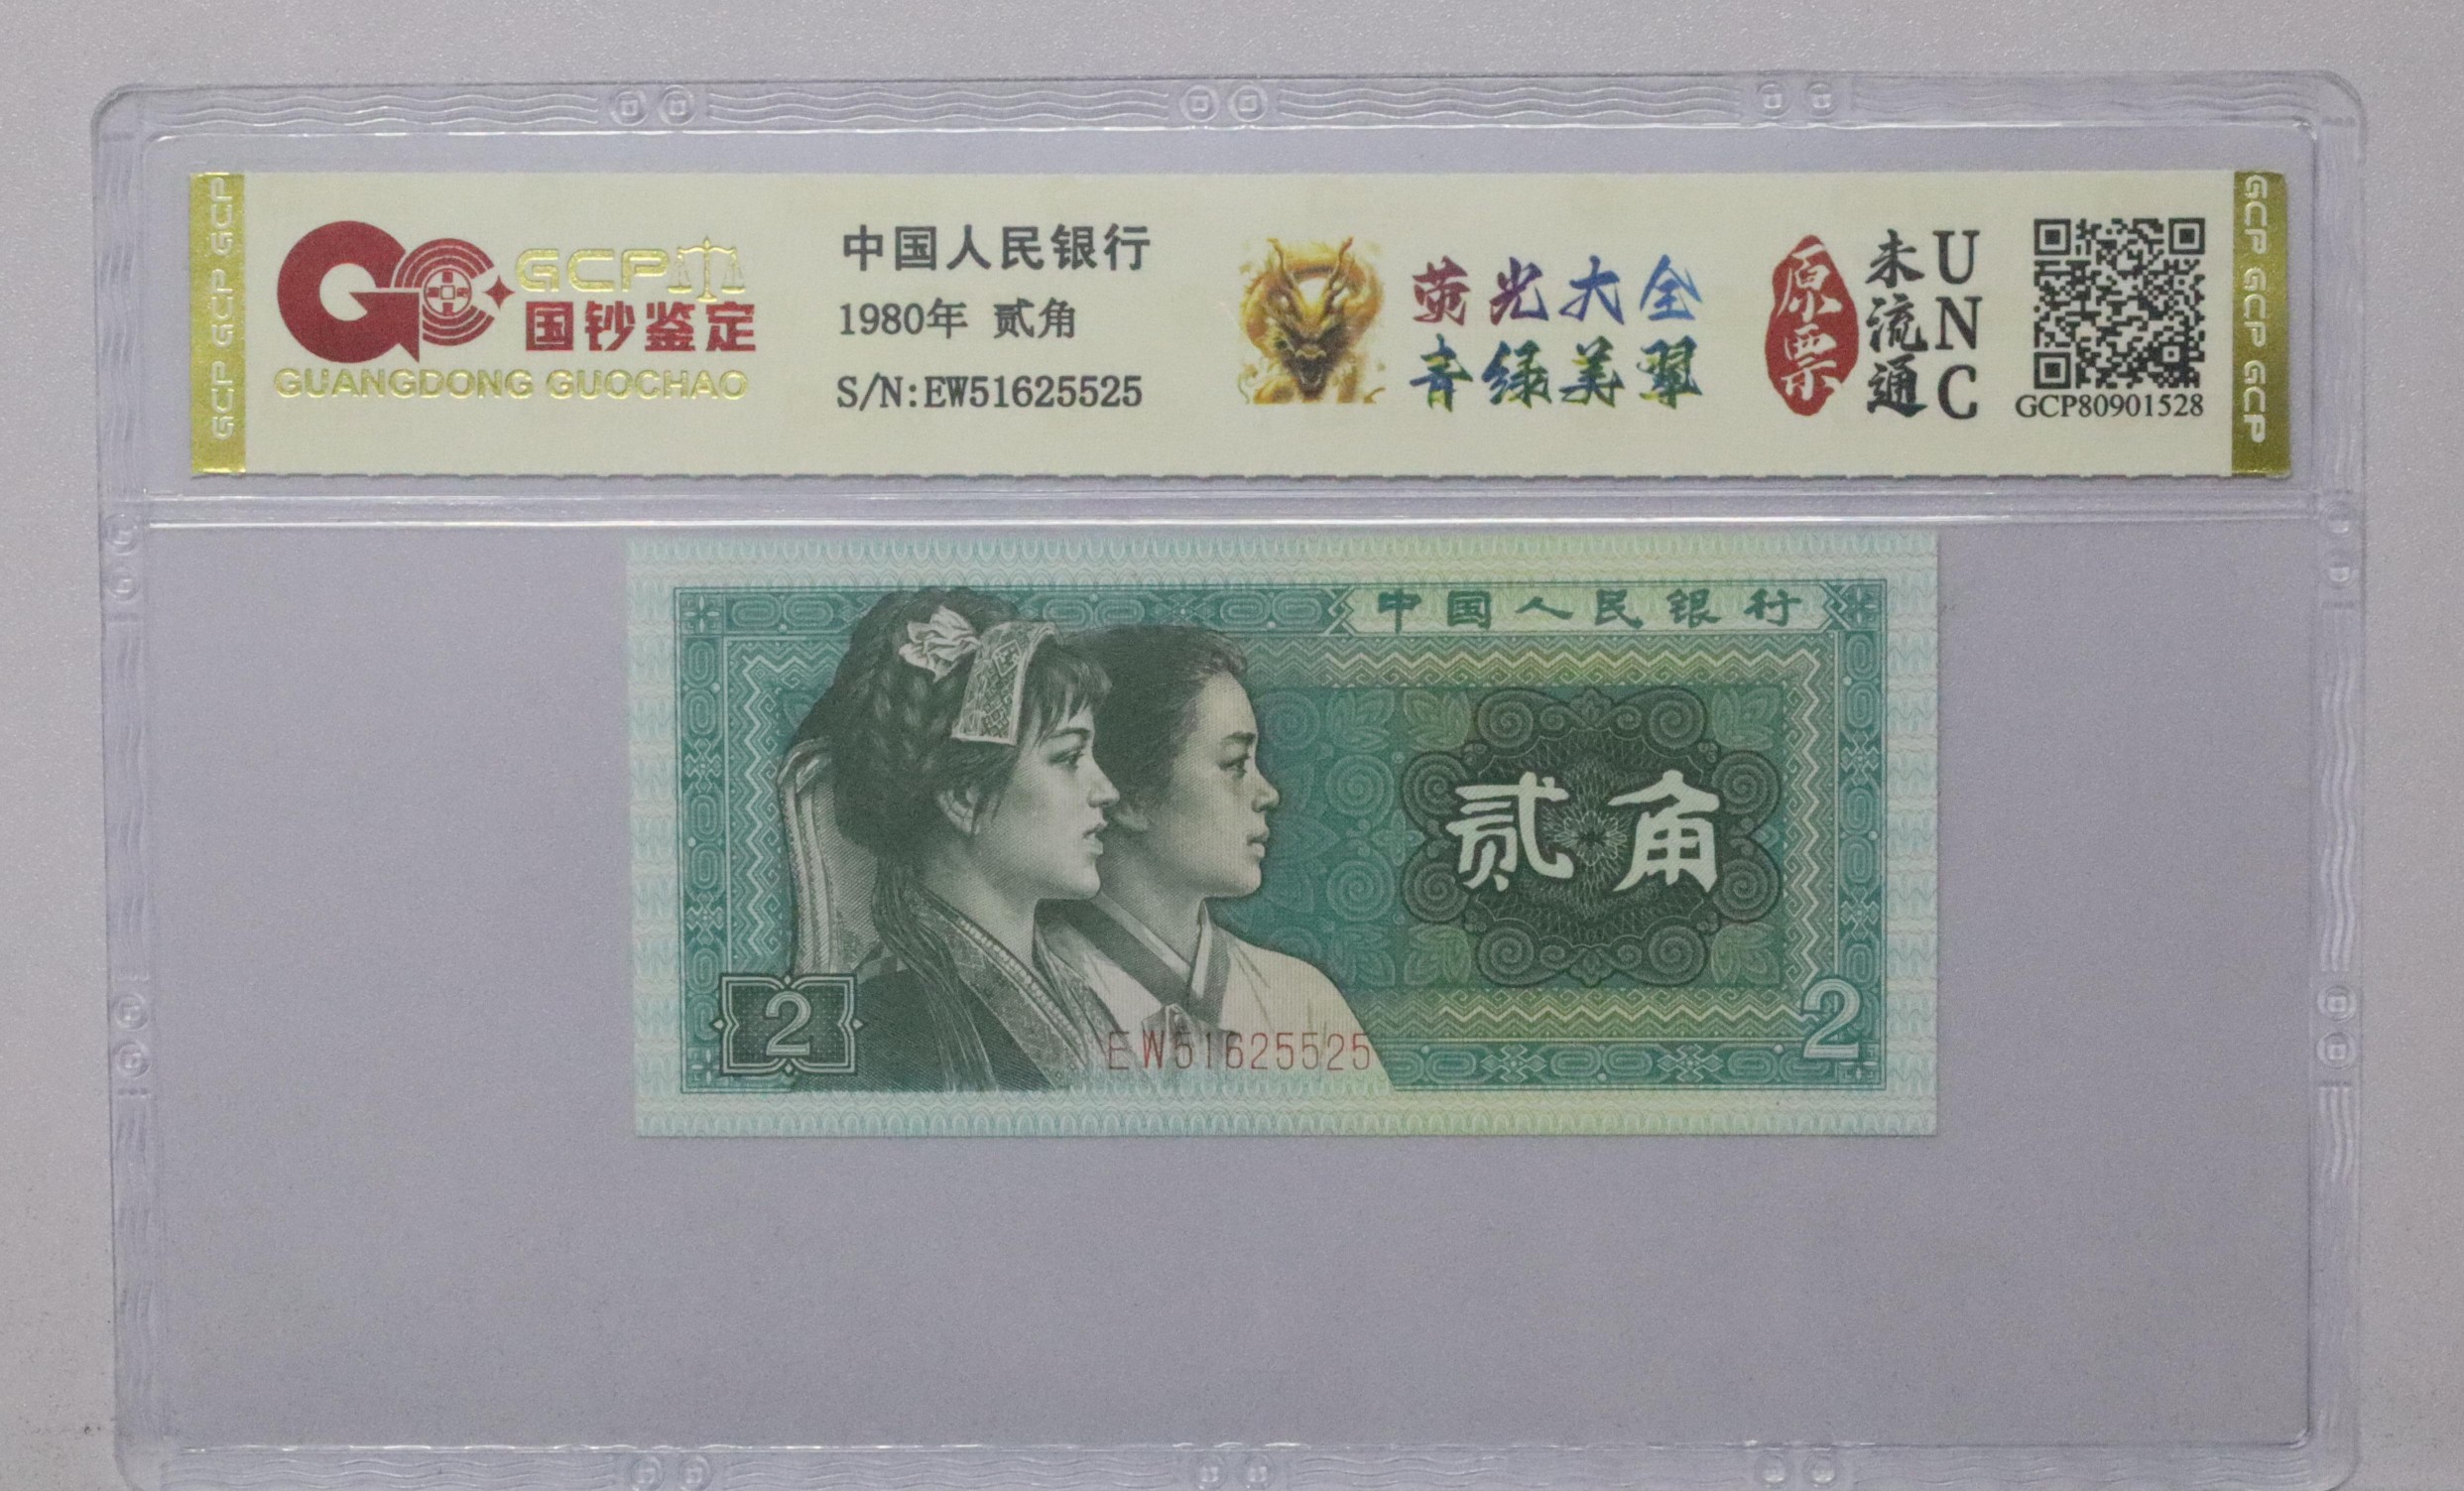 GCP
国钞鉴定
GUANGDONG GUOCHAO
中国人民银行
1980年 贰角
S/N:EW51625525
荧光大全
青绿美翠
原票
未流通
UNC
GCP80901528
GCP GCP GCP
GCP GCP GCP
中国人民银行
贰角
2
EW51625525
2